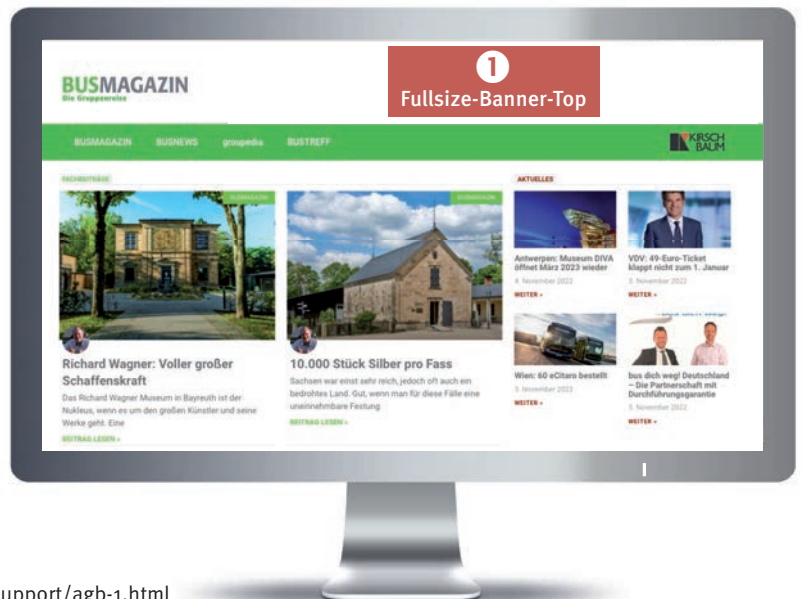 1
Fullsize-Banner-Top
BUSMAGAZIN
Die Gruppenreise
BUSMAGAZIN BUSNEWS groupedia BUSTREFF
KIRSCH
BAUM
FACHBEITRÄGE
BUSMAGAZIN
Richard Wagner: Voller großer
Schaffenskraft
Das Richard Wagner Museum in Bayreuth ist der
Nukleus, wenn es um den großen Künstler und seine
Werke geht. Eine
BEITRAG LESEN »
BUSMAGAZIN
10.000 Stück Silber pro Fass
Sachsen war einst sehr reich, jedoch oft auch ein
bedrohtes Land. Gut, wenn man für diese Fälle eine
uneinnehmbare Festung
BEITRAG LESEN »
AKTUELLES
Antwerpen: Museum DIVA
öffnet März 2023 wieder
4. November 2022
WEITER »
VDV: 49-Euro-Ticket
klappt nicht zum 1. Januar
3. November 2022
WEITER »
Wien: 60 eCitaro bestellt
3. November 2022
WEITER »
bus dich weg! Deutschland
– Die Partnerschaft mit
Durchführungsgarantie
3. November 2022
WEITER »
upport/agb-1.html